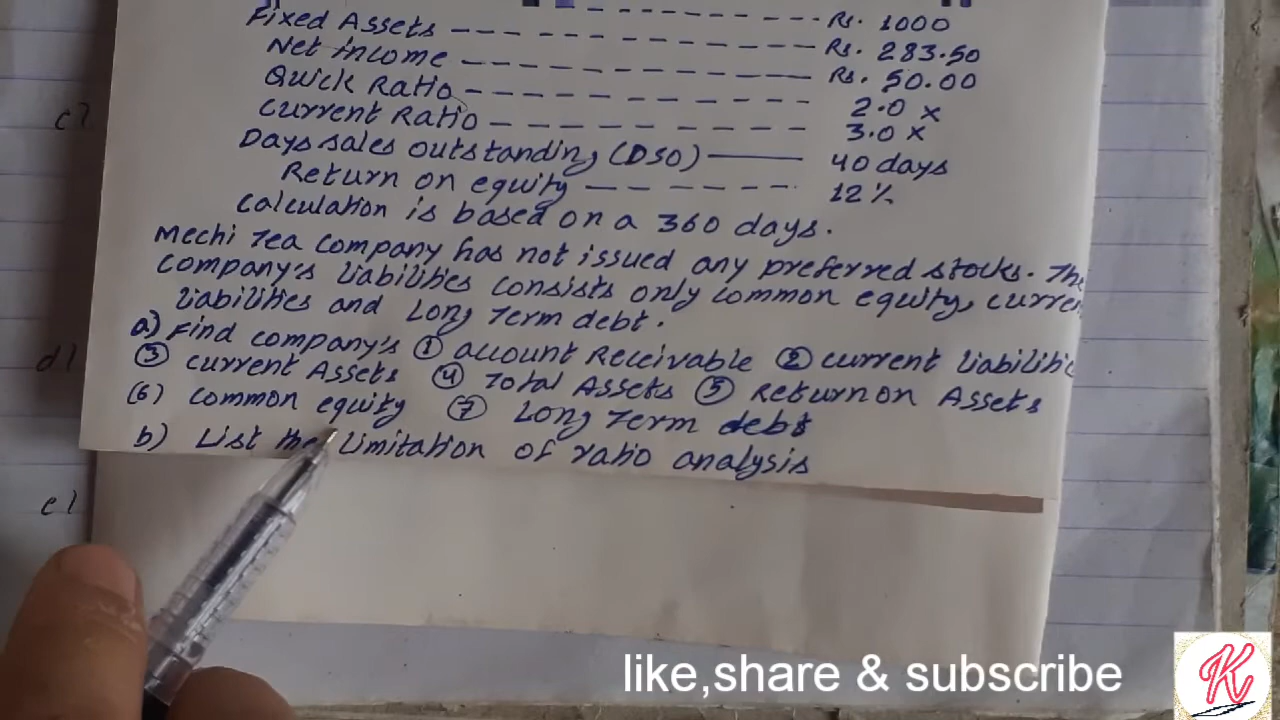 Rs. 1000
Fixed Assets Rs. 283.50
Net income Rs. 50.00
Quick Ratio 2.0 x
Current Ratio 3.0 x
Days sales outstanding (DSO) 40 days
Return on equity 12%
calculation is based on a 360 days.
Mechi Tea company has not issued any preferred stocks. The
company's liabilities consists only common equity, curren
liabilities and Long Term debt.
a) Find company's ① account Receivable ② current liabilitie
③ current Assets ④ Total Assets ⑤ Return on Assets
(6) common equity ⑦ Long Term debt
b) List the limitation of ratio analysis
c)
d)
e)
like,share & subscribe
K